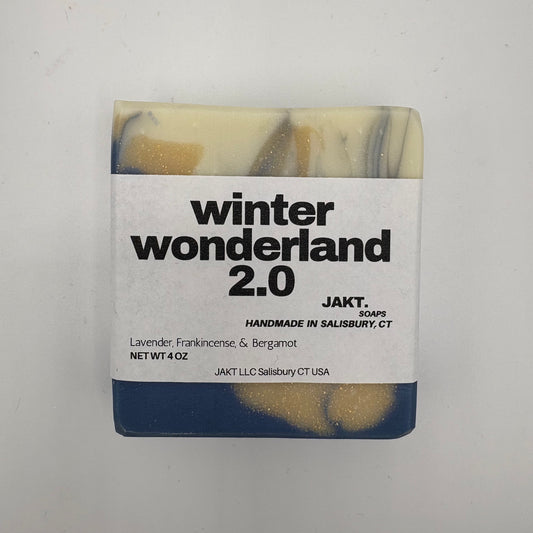 winter
wonderland
2.0
JAKT.
SOAPS
HANDMADE IN SALISBURY, CT
Lavender, Frankincense, & Bergamot
NET WT 4 OZ
JAKT LLC Salisbury CT USA